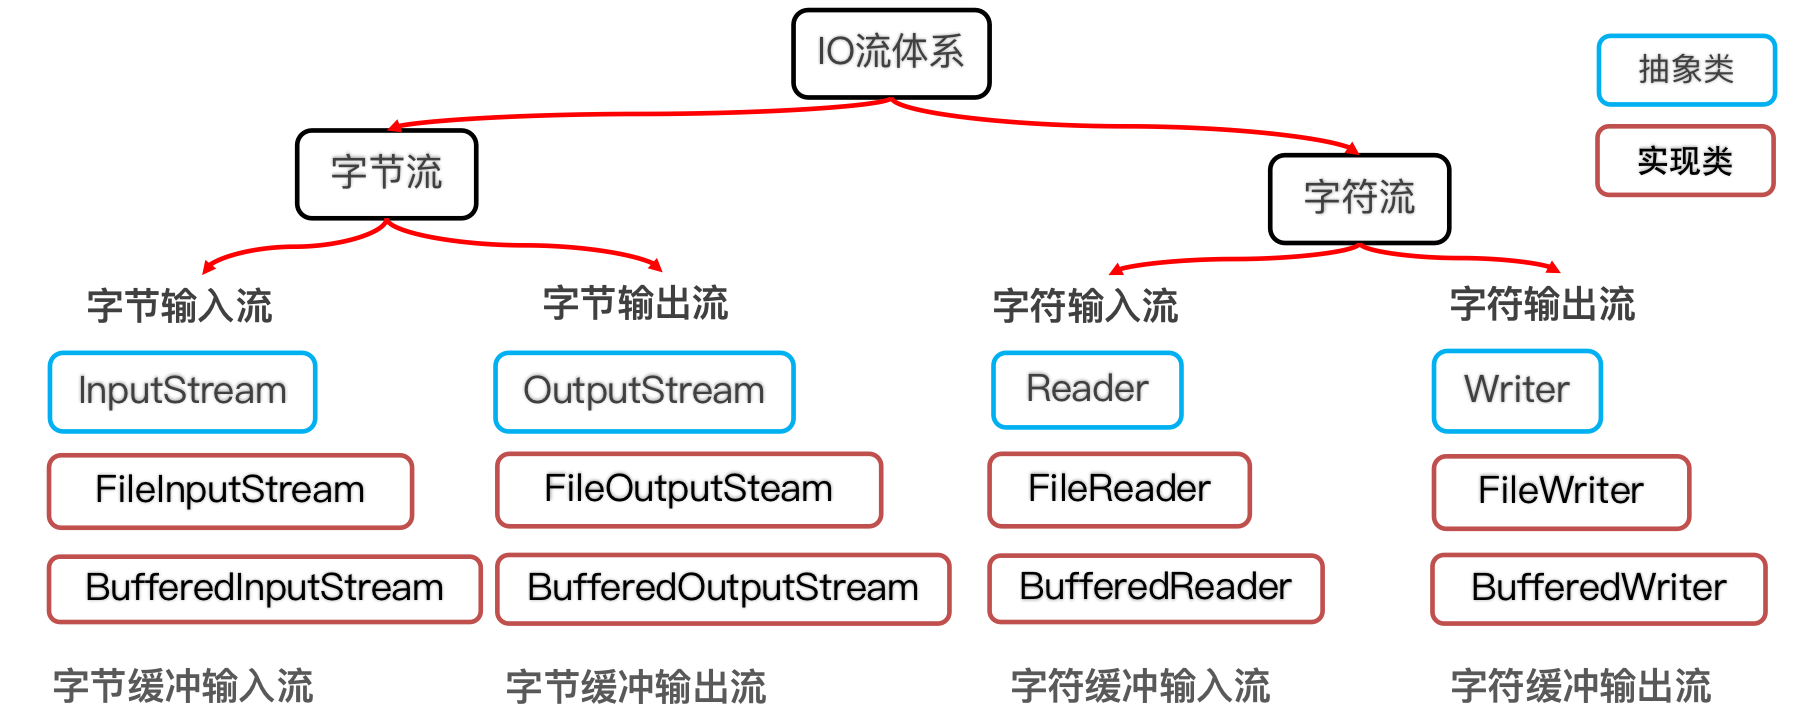 IO流体系
抽象类
实现类
字节流
字符流
字节输入流
字节输出流
字符输入流
字符输出流
InputStream
OutputStream
Reader
Writer
FileInputStream
FileOutputSteam
FileReader
FileWriter
BufferedInputStream
BufferedOutputStream
BufferedReader
BufferedWriter
字节缓冲输入流
字节缓冲输出流
字符缓冲输入流
字符缓冲输出流